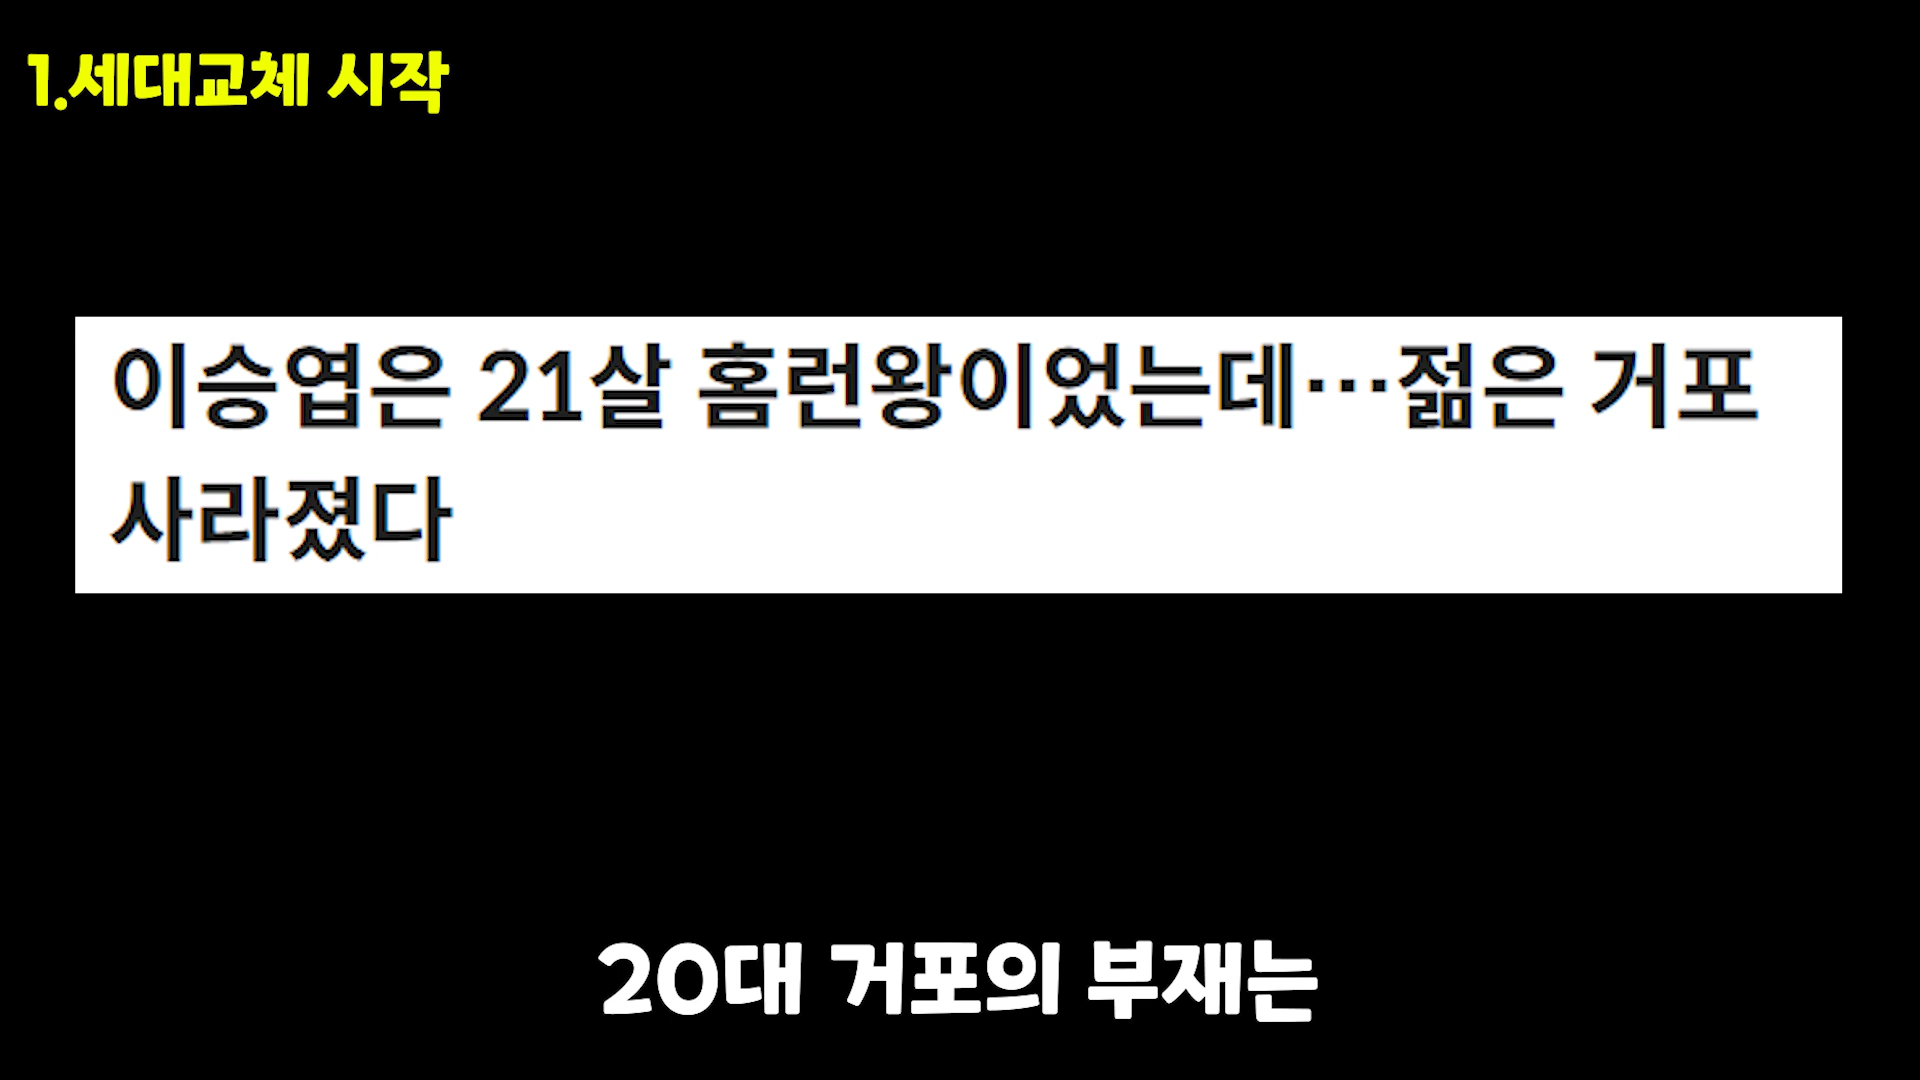 1.세대교체 시작
이승엽은 21살 홈런왕이었는데…젊은 거포
사라졌다
20대 거포의 부재는